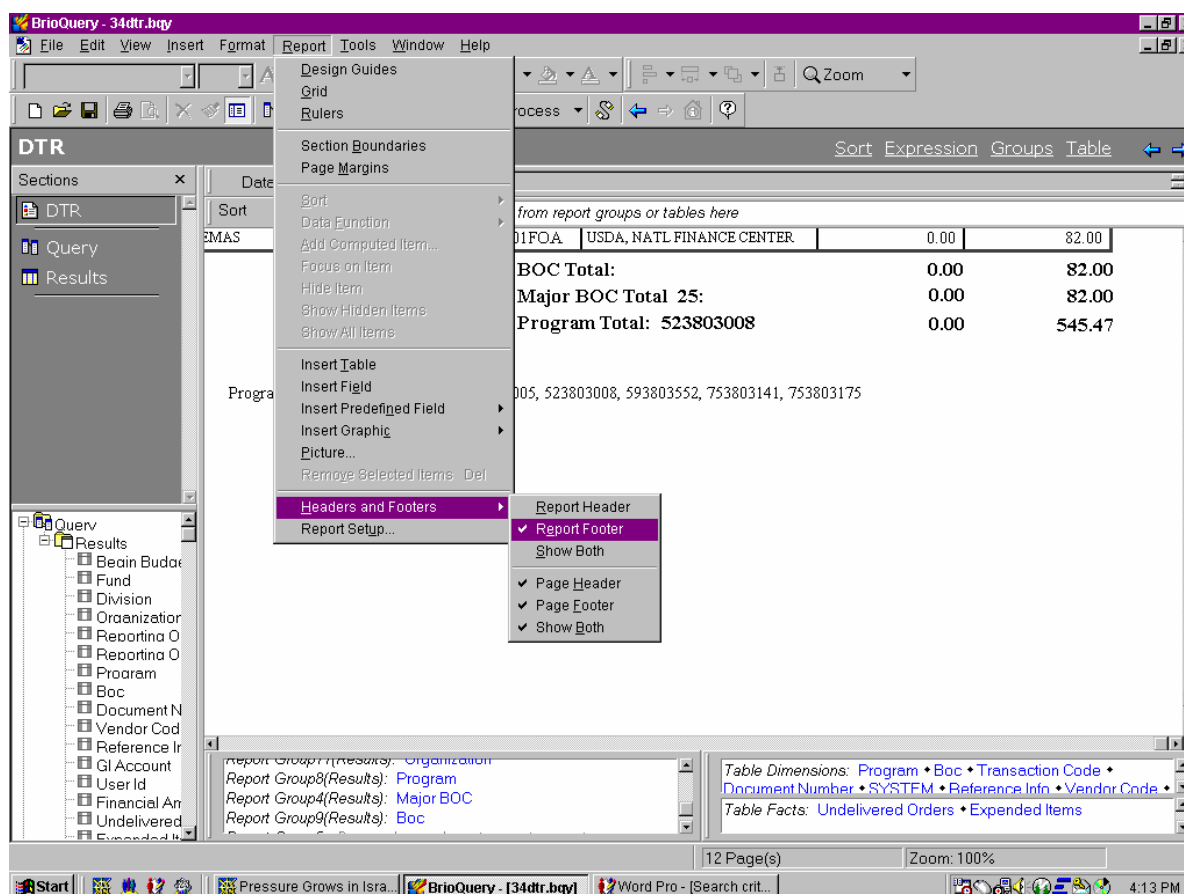 BrioQuery - 34dtr.bqy
File Edit View Insert Format Report Tools Window Help
Zoom
rocess
DTR
Sort Expression Groups Table
Sections
Data
DTR
Sort
from report groups or tables here
Query
Results
EMAS 01FOA USDA, NATL FINANCE CENTER 0.00 82.00
BOC Total: 0.00 82.00
Major BOC Total 25: 0.00 82.00
Program Total: 523803008 0.00 545.47
Progra 005, 523803008, 593803552, 753803141, 753803175
Design Guides
Grid
Rulers
Section Boundaries
Page Margins
Sort
Data Function
Add Computed Item...
Focus on Item
Hide Item
Show Hidden Items
Show All Items
Insert Table
Insert Field
Insert Predefined Field
Insert Graphic
Picture...
Remove Selected Items Del
Headers and Footers
Report Setup...
Report Header
Report Footer
Show Both
Page Header
Page Footer
Show Both
Query
Results
Begin Budge
Fund
Division
Organization
Reporting O
Reporting O
Program
Boc
Document N
Vendor Cod
Reference Ir
Gl Account
User Id
Financial Am
Undelivered
Expended It
Report Group11(Results): Organization
Report Group8(Results): Program
Report Group4(Results): Major BOC
Report Group9(Results): Boc
Table Dimensions: Program • Boc • Transaction Code •
Document Number • SYSTEM • Reference Info • Vendor Code •
Table Facts: Undelivered Orders • Expended Items
12 Page(s)
Zoom: 100%
Start
Pressure Grows in Isra...
BrioQuery - [34dtr.bqy]
Word Pro - [Search crit...
4:13 PM